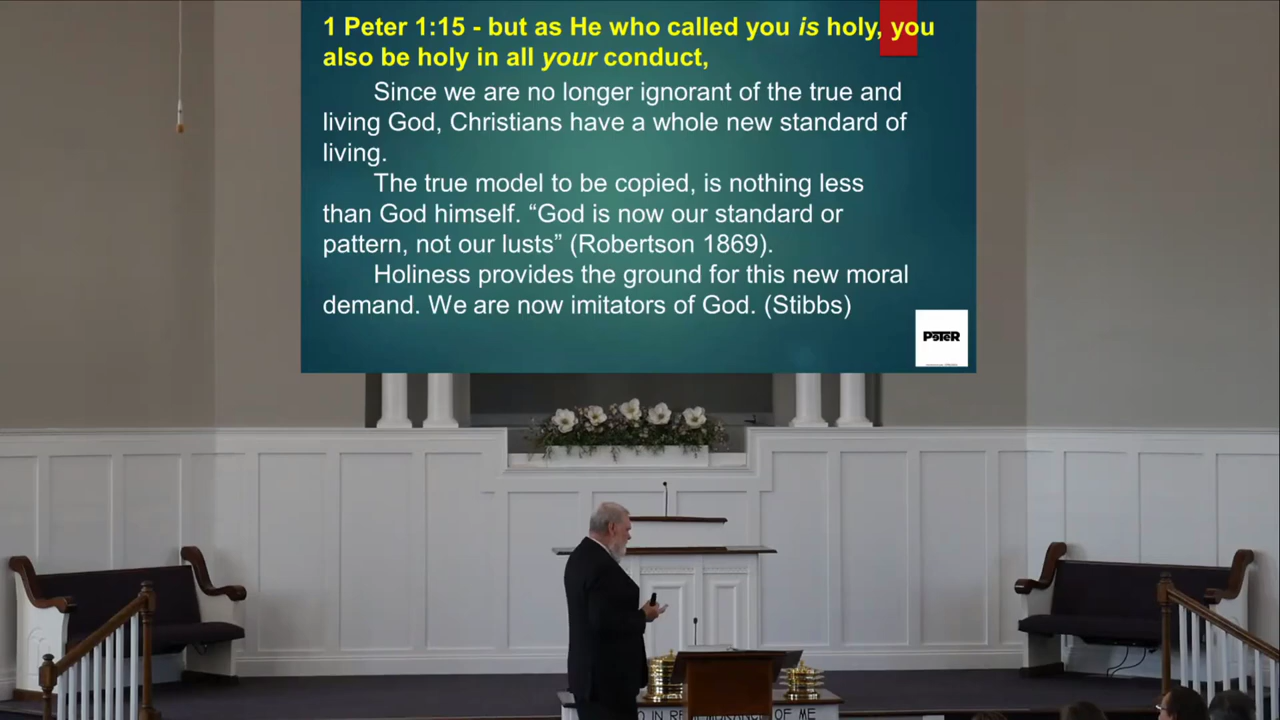 1 Peter 1:15 - but as He who called you is holy, you
also be holy in all your conduct,
Since we are no longer ignorant of the true and
living God, Christians have a whole new standard of
living.
The true model to be copied, is nothing less
than God himself. “God is now our standard or
pattern, not our lusts” (Robertson 1869).
Holiness provides the ground for this new moral
demand. We are now imitators of God. (Stibbs)
PeTeR
OF ME